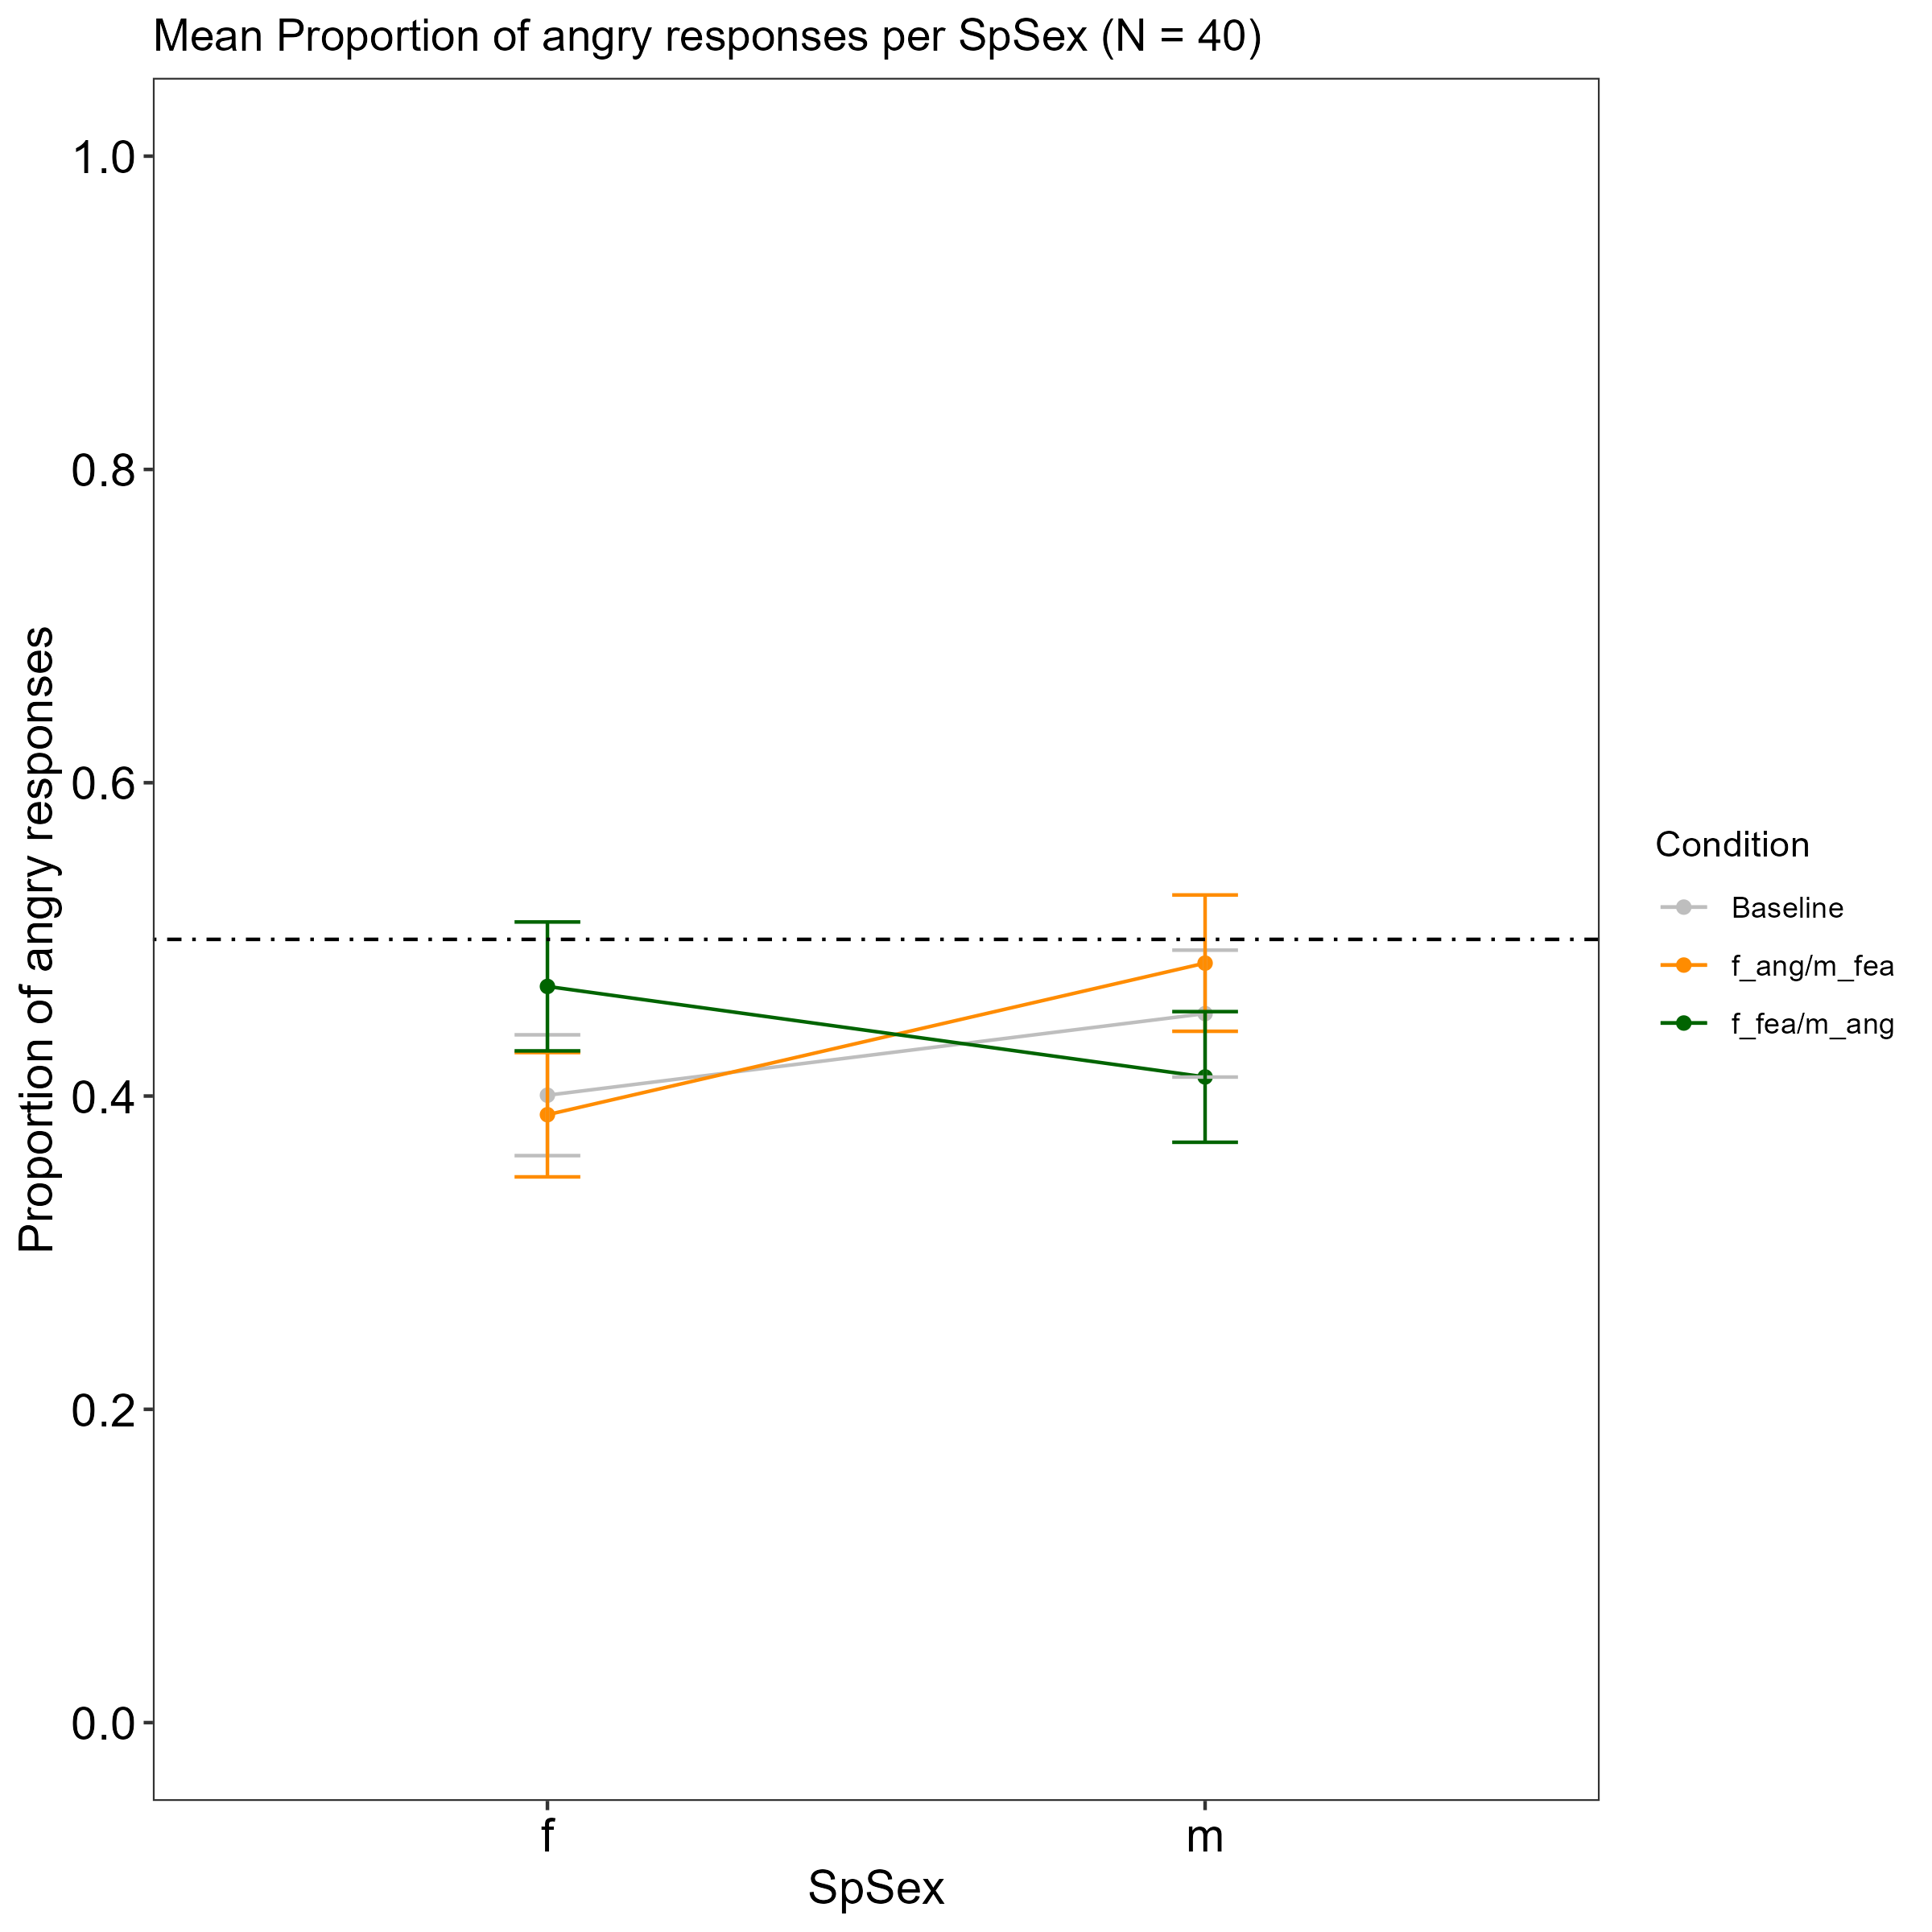 Mean Proportion of angry responses per SpSex (N = 40)
Proportion of angry responses
1.0
0.8
0.6
0.4
0.2
0.0
f
m
SpSex
Condition
Baseline
f_ang/m_fea
f_fea/m_ang